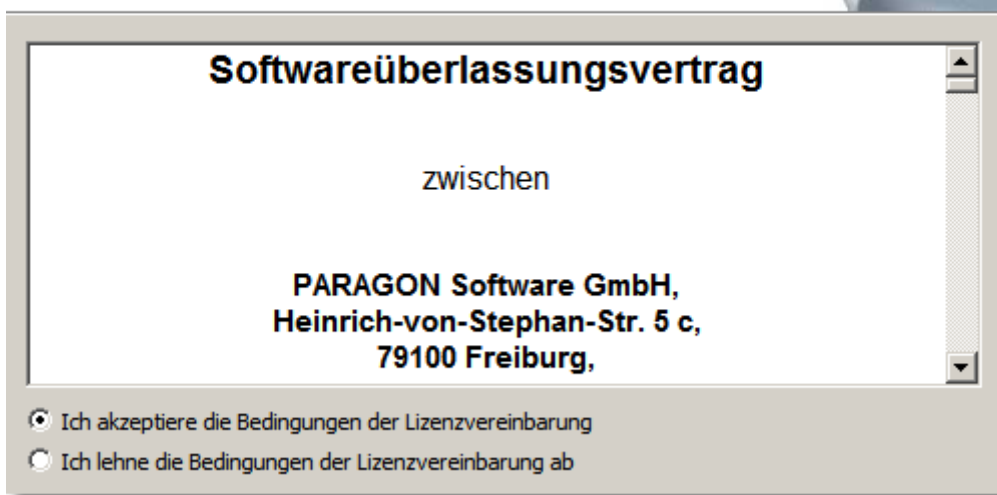 Softwareüberlassungsvertrag
zwischen
PARAGON Software GmbH,
Heinrich-von-Stephan-Str. 5 c,
79100 Freiburg,
Ich akzeptiere die Bedingungen der Lizenzvereinbarung
Ich lehne die Bedingungen der Lizenzvereinbarung ab